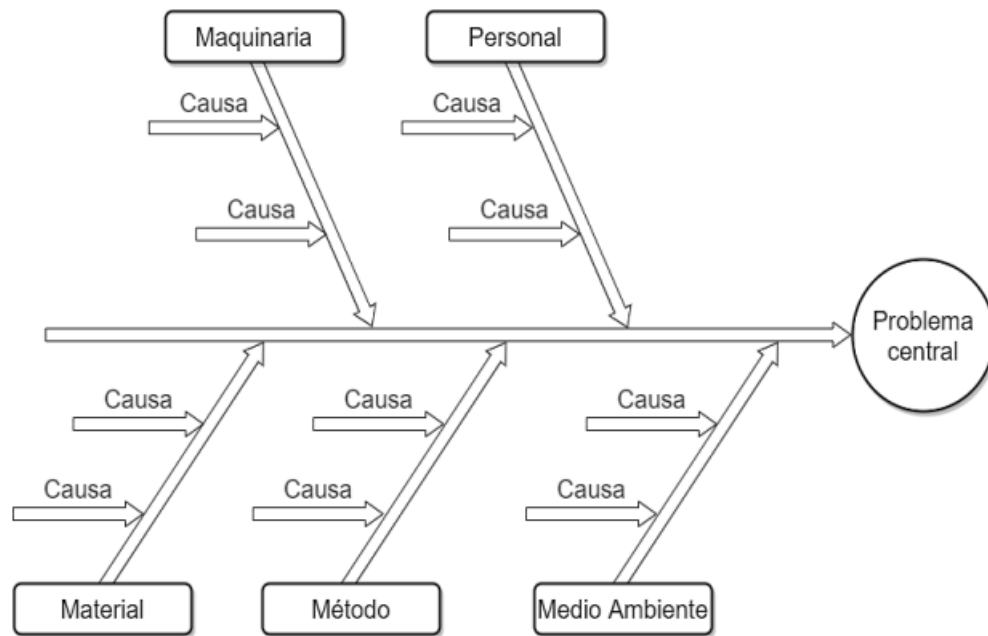 Maquinaria
Personal
Causa
Causa
Causa
Causa
Problema
central
Causa
Causa
Causa
Causa
Causa
Causa
Material
Método
Medio Ambiente